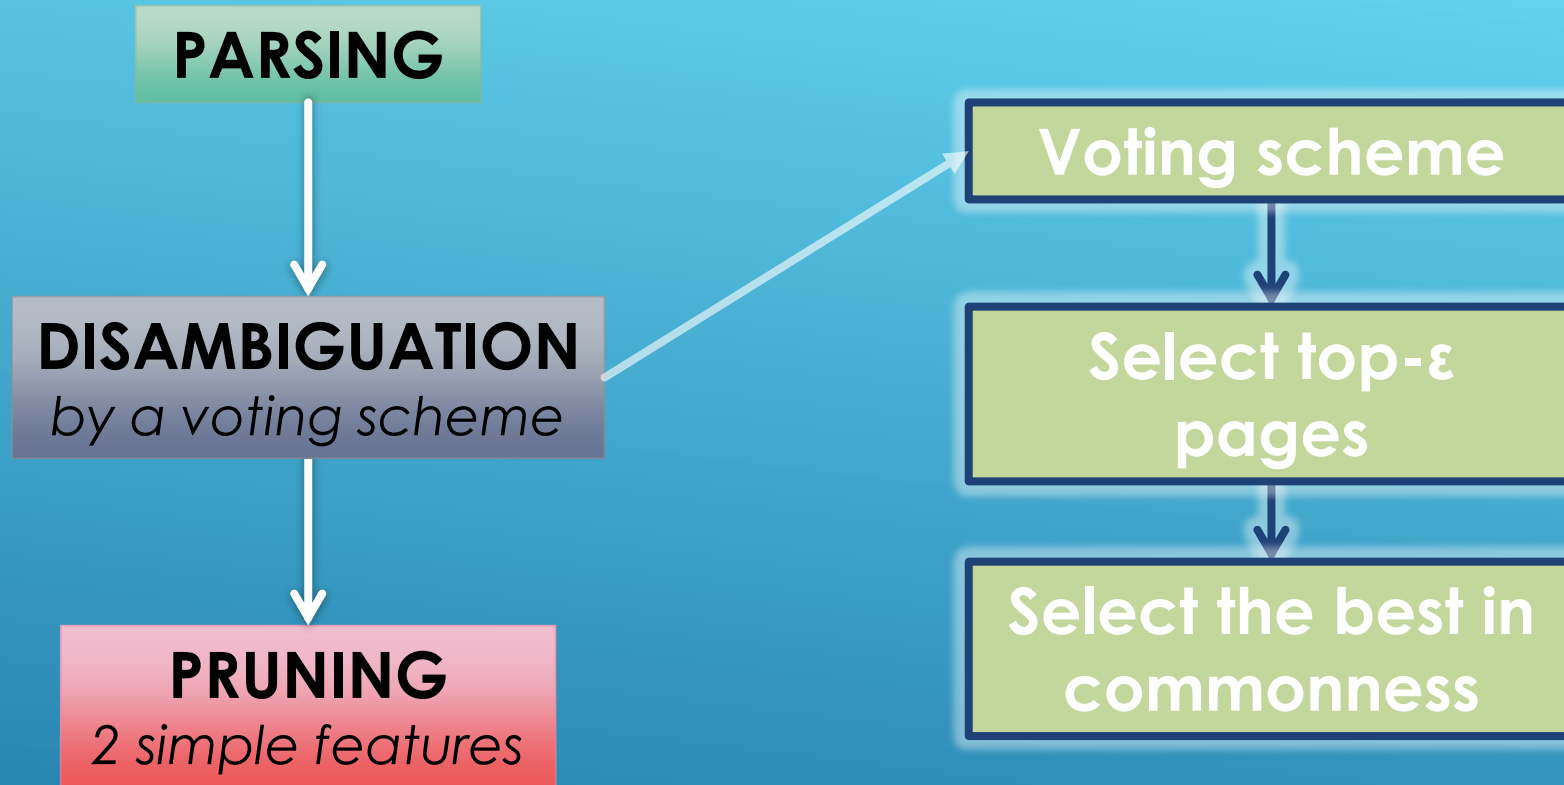 PARSING
DISAMBIGUATION
by a voting scheme
PRUNING
2 simple features
Voting scheme
Select top-ε
pages
Select the best in
commonness